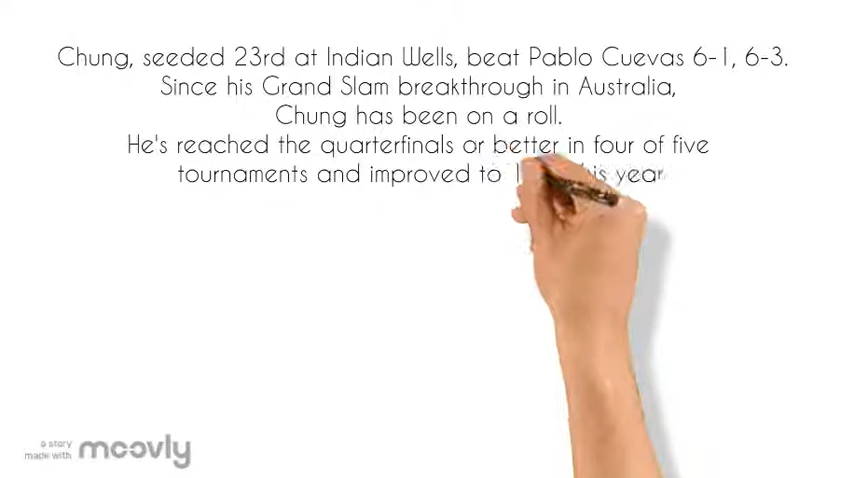 Chung, seeded 23rd at Indian Wells, beat Pablo Cuevas 6-1, 6-3.
Since his Grand Slam breakthrough in Australia,
Chung has been on a roll.
He's reached the quarterfinals or better in four of five
tournaments and improved to year
a story
made with moovly